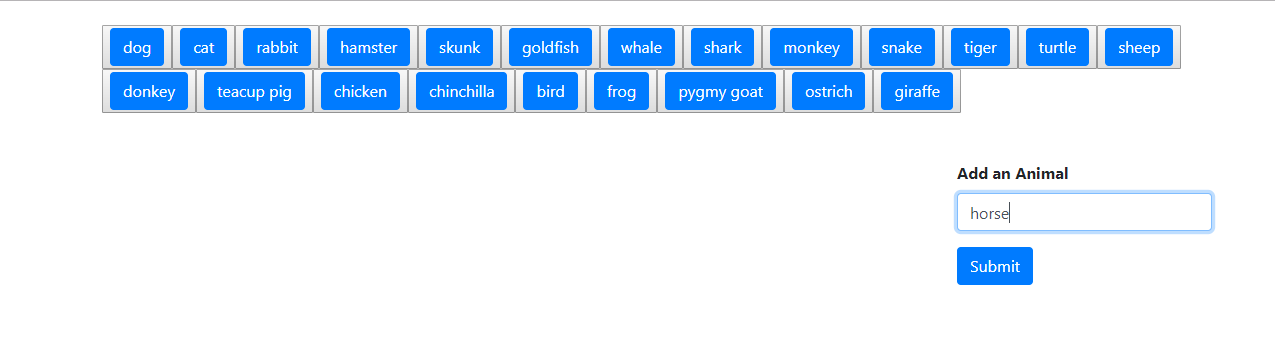 dog cat rabbit hamster skunk goldfish whale shark monkey snake tiger turtle sheep
donkey teacup pig chicken chinchilla bird frog pygmy goat ostrich giraffe
Add an Animal
horse
Submit